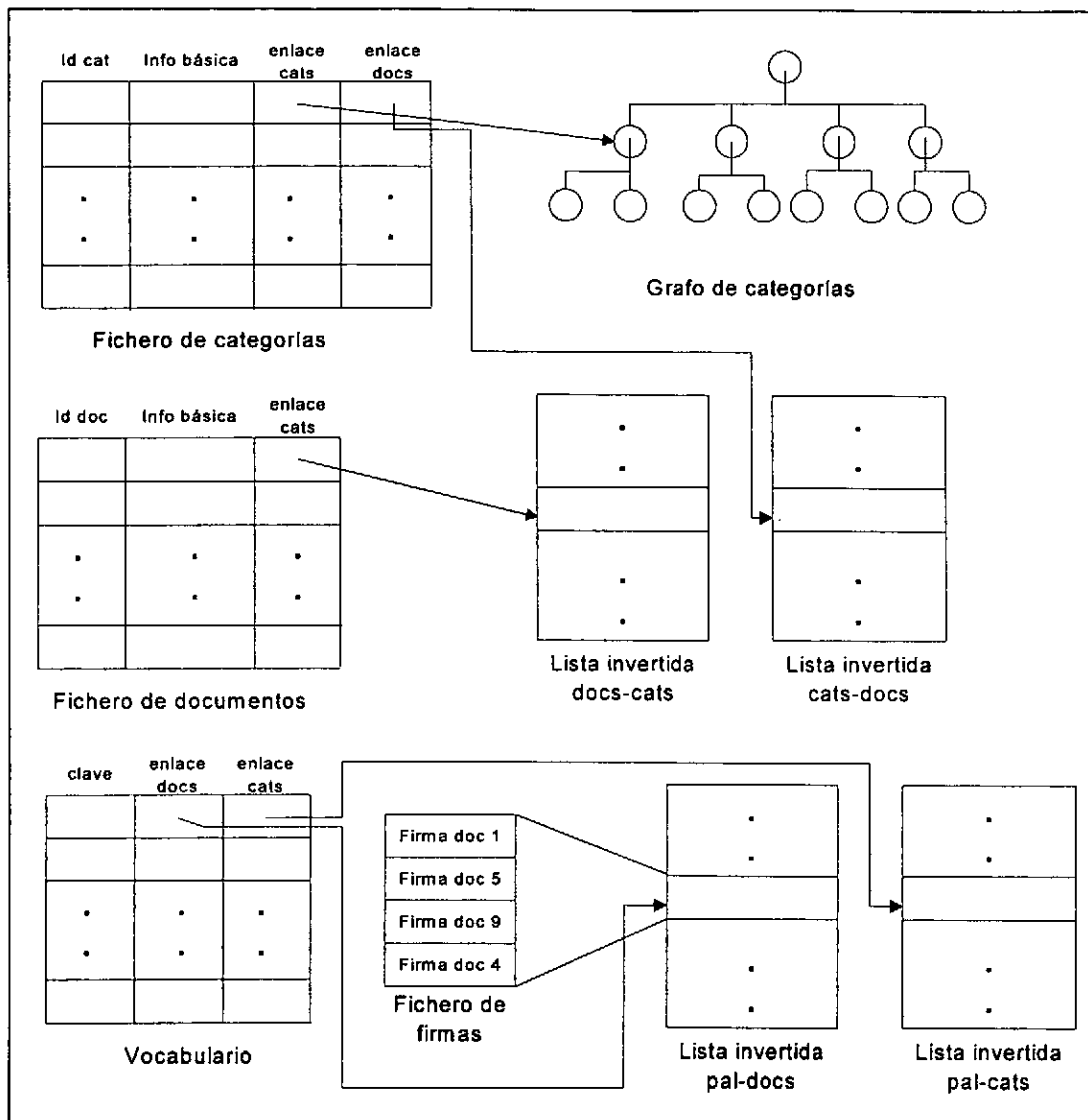 Id cat Info básica enlace cats enlace docs
Grafo de categorías
Fichero de categorías
Id doc Info básica enlace cats
Fichero de documentos
Lista invertida
docs-cats
Lista invertida
cats-docs
clave enlace docs enlace cats
Firma doc 1
Firma doc 5
Firma doc 9
Firma doc 4
Fichero de
firmas
Vocabulario
Lista invertida
pal-docs
Lista invertida
pal-cats